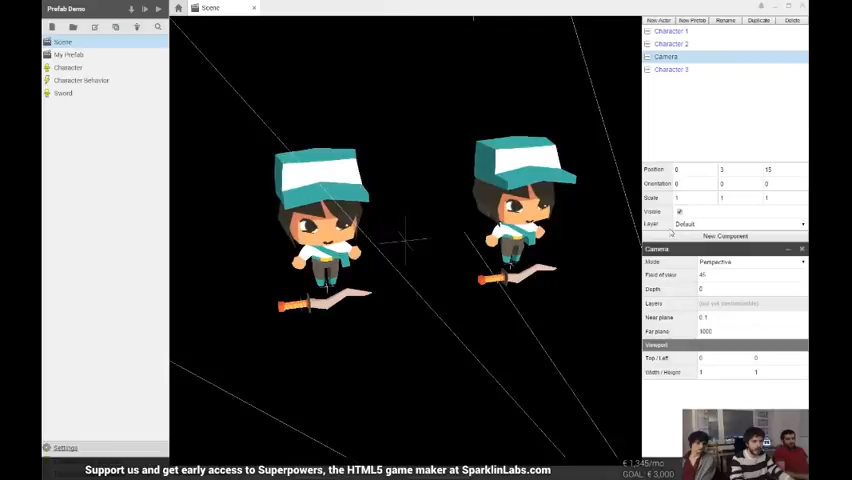 Prefab Demo
Scene
My Prefab
Character
Character Behavior
Sword
Settings
Scene
New Actor New Prefab Rename Duplicate Delete
Character 1
Character 2
Camera
Character 3
Position 0 3 15
Orientation 0 0 0
Scale 1 1 1
Visible
Layer Default
New Component
Camera
Mode Perspective
Field of view 45
Depth 0
Layers
Near plane 0.1
Far plane 1000
Viewport
Top / Left 0 0
Width / Height 1 1
Support us and get early access to Superpowers, the HTML5 game maker at SparklinLabs.com
€ 1,345/mo
GOAL: € 3,000